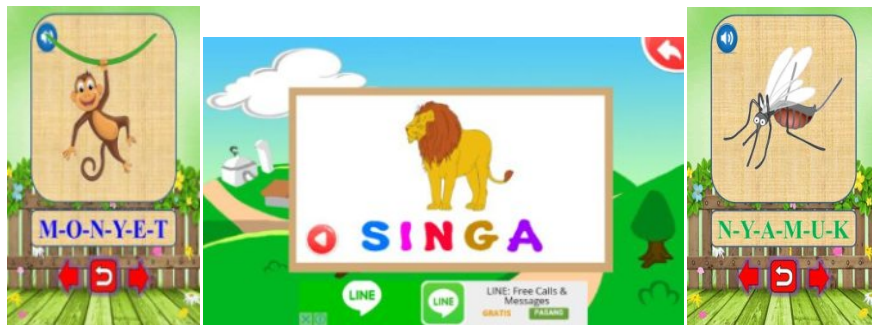 M-O-N-Y-E-T
SINGA
LINE
LINE
LINE: Free Calls &
Messages
GRATIS
PASANG
N-Y-A-M-U-K